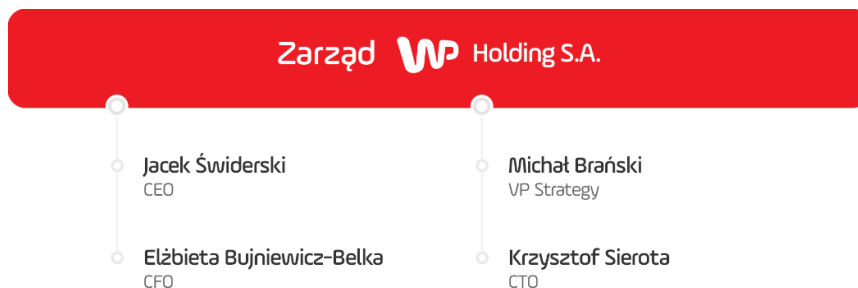 Zarząd WP Holding S.A.
Jacek Świderski
CEO
Elżbieta Bujniewicz-Belka
CFO
Michał Brański
VP Strategy
Krzysztof Sierota
CTO